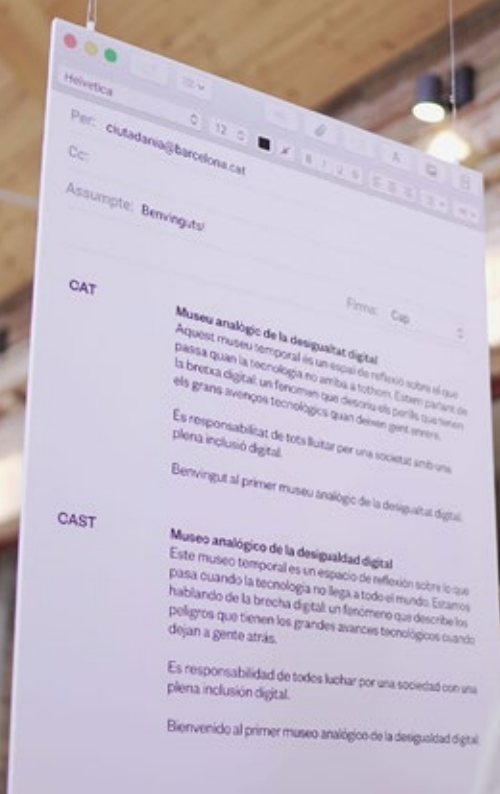 Helvetica
12
B I U S
Per: ciutadania@barcelona.cat
Cc:
Assumpte: Benvinguts!
Firma: Cap
CAT
Museu analògic de la desigualtat digital
Aquest museu temporal és un espai de reflexió sobre el que
passa quan la tecnologia no arriba a tothom. Estem parlant de
la bretxa digital: un fenomen que descriu els perills que tenen
els grans avenços tecnològics quan deixen gent enrere.
És responsabilitat de tots lluitar per una societat amb una
plena inclusió digital.
Benvingut al primer museu analògic de la desigualtat digital.
CAST
Museo analógico de la desigualdad digital
Este museo temporal es un espacio de reflexión sobre lo que
pasa cuando la tecnología no llega a todo el mundo. Estamos
hablando de la brecha digital: un fenómeno que describe los
peligros que tienen los grandes avances tecnológicos cuando
dejan a gente atrás.
Es responsabilidad de todos luchar por una sociedad con una
plena inclusión digital.
Bienvenido al primer museo analógico de la desigualdad digital.